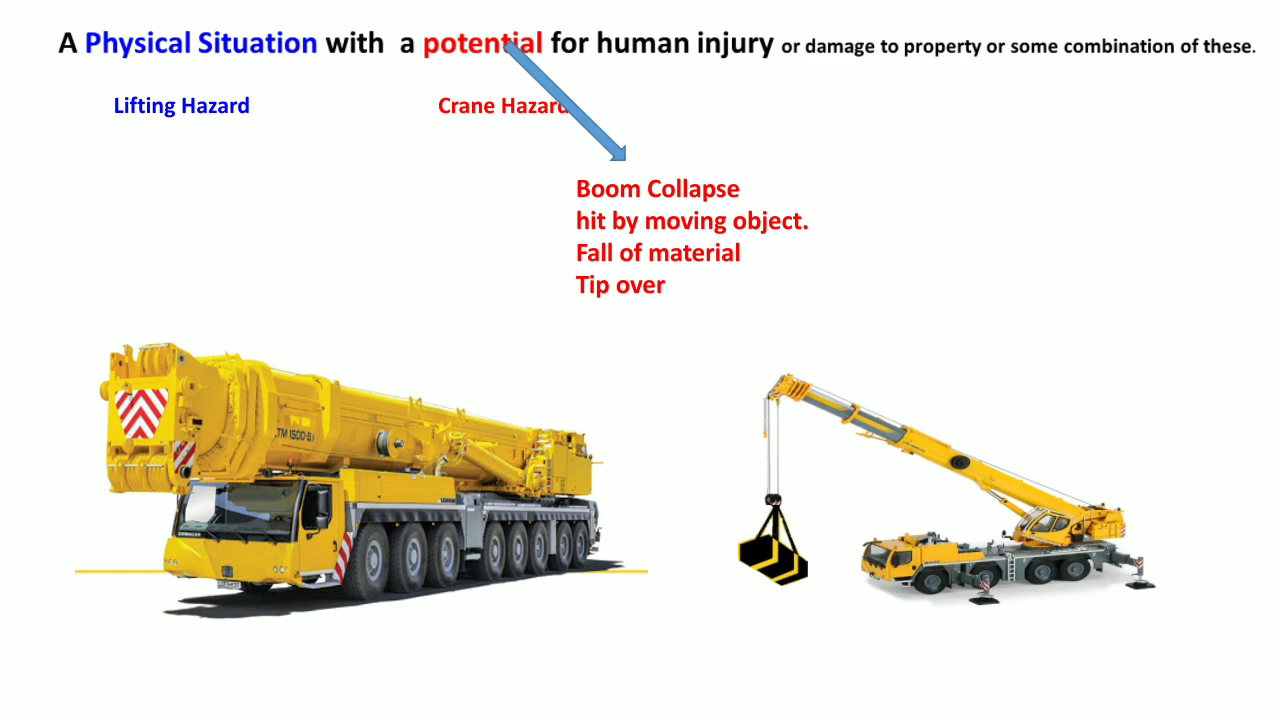 A Physical Situation with a potential for human injury or damage to property or some combination of these.
Lifting Hazard
Crane Hazard
Boom Collapse
hit by moving object.
Fall of material
Tip over